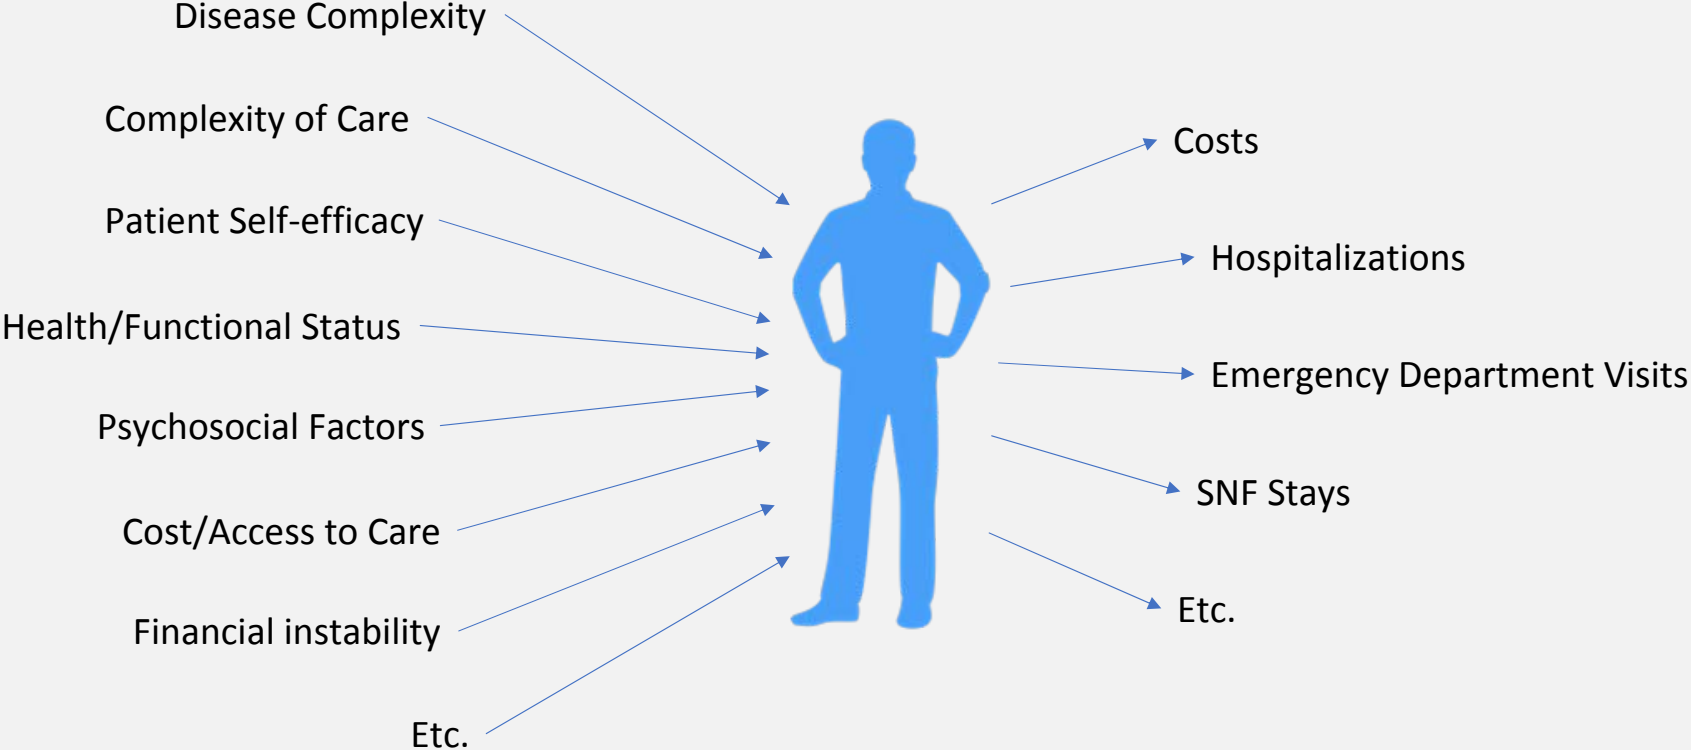 Disease Complexity
Complexity of Care
Patient Self-efficacy
Health/Functional Status
Psychosocial Factors
Cost/Access to Care
Financial instability
Etc.
Costs
Hospitalizations
Emergency Department Visits
SNF Stays
Etc.